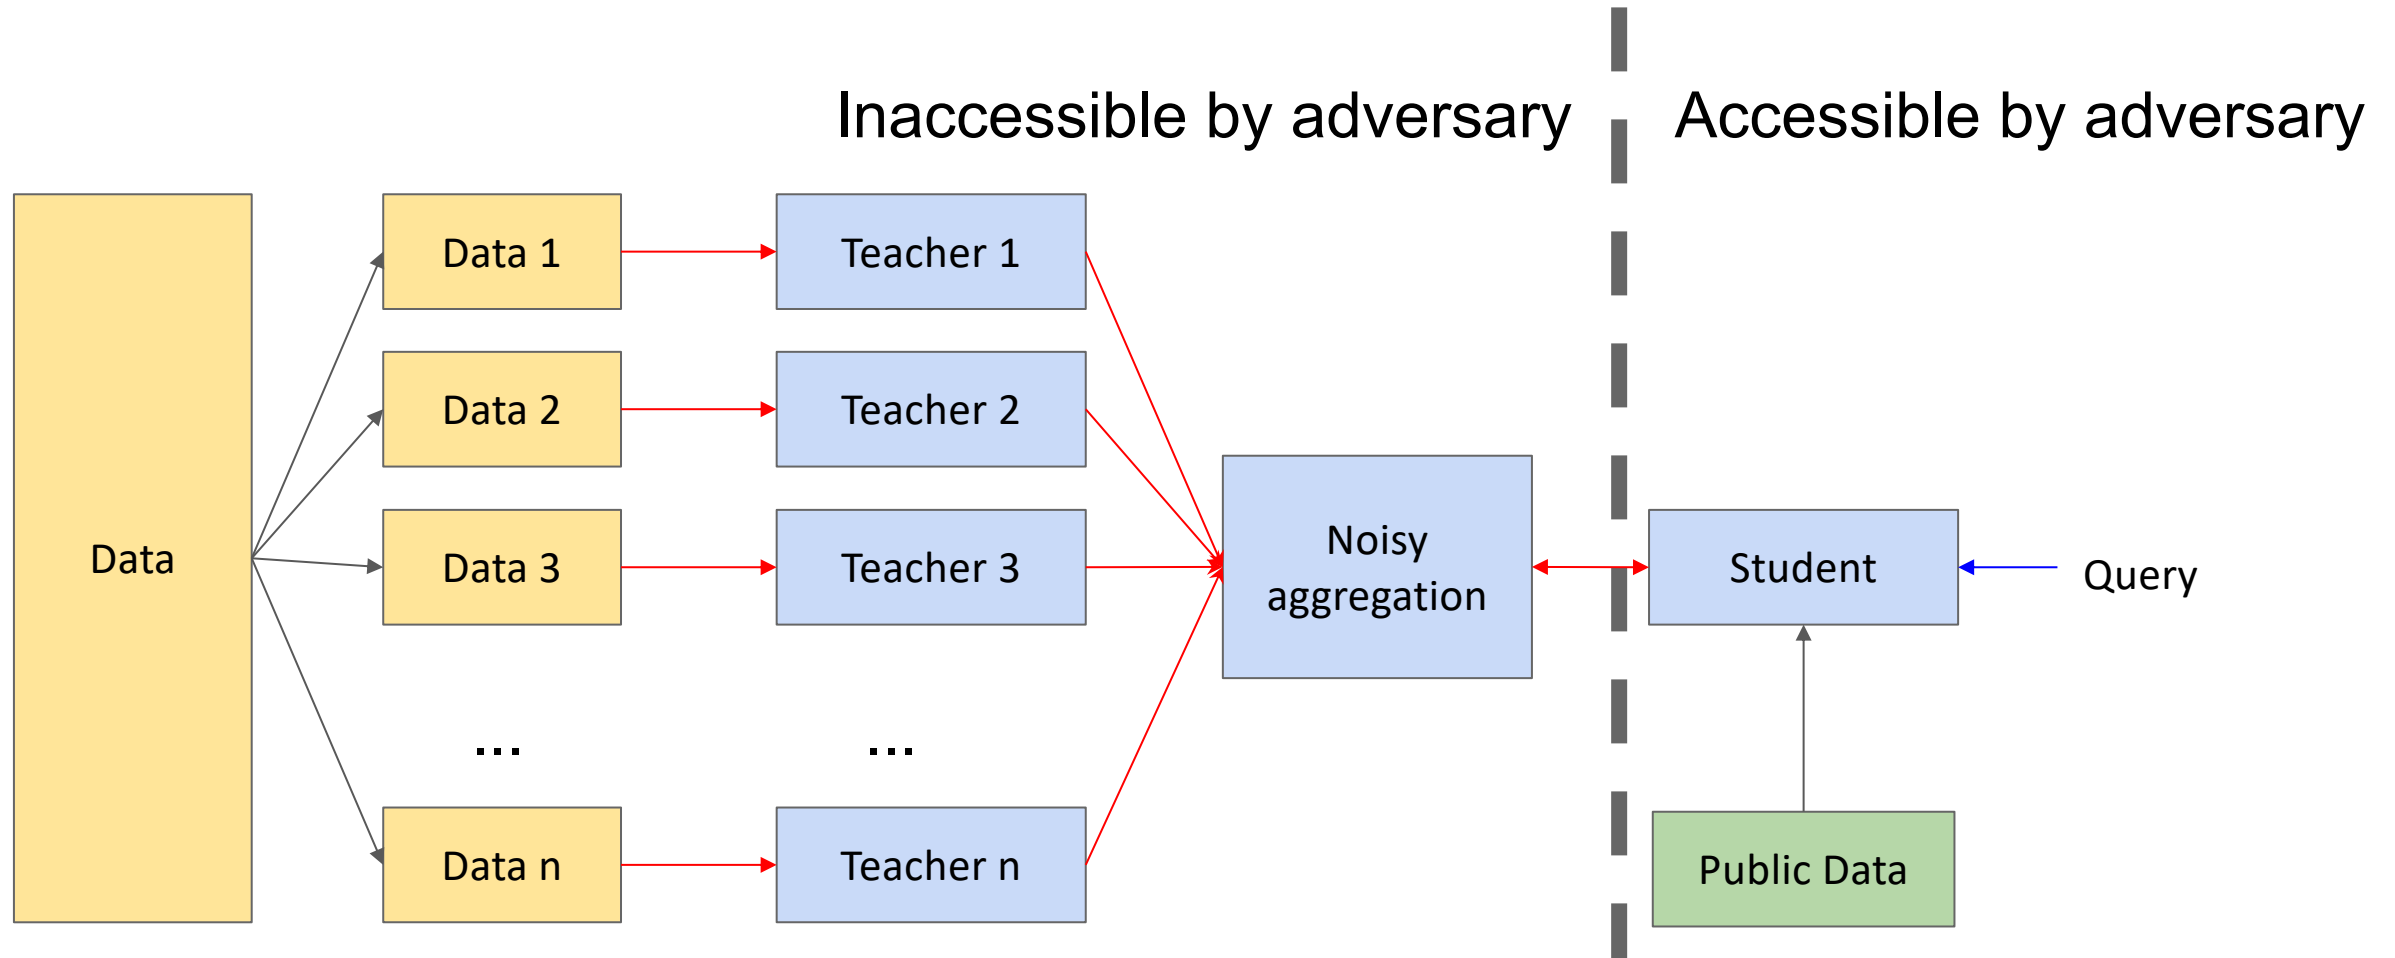 Inaccessible by adversary
Accessible by adversary
Data
Data 1
Teacher 1
Data 2
Teacher 2
Data 3
Teacher 3
...
...
Data n
Teacher n
Noisy
aggregation
Student
Query
Public Data